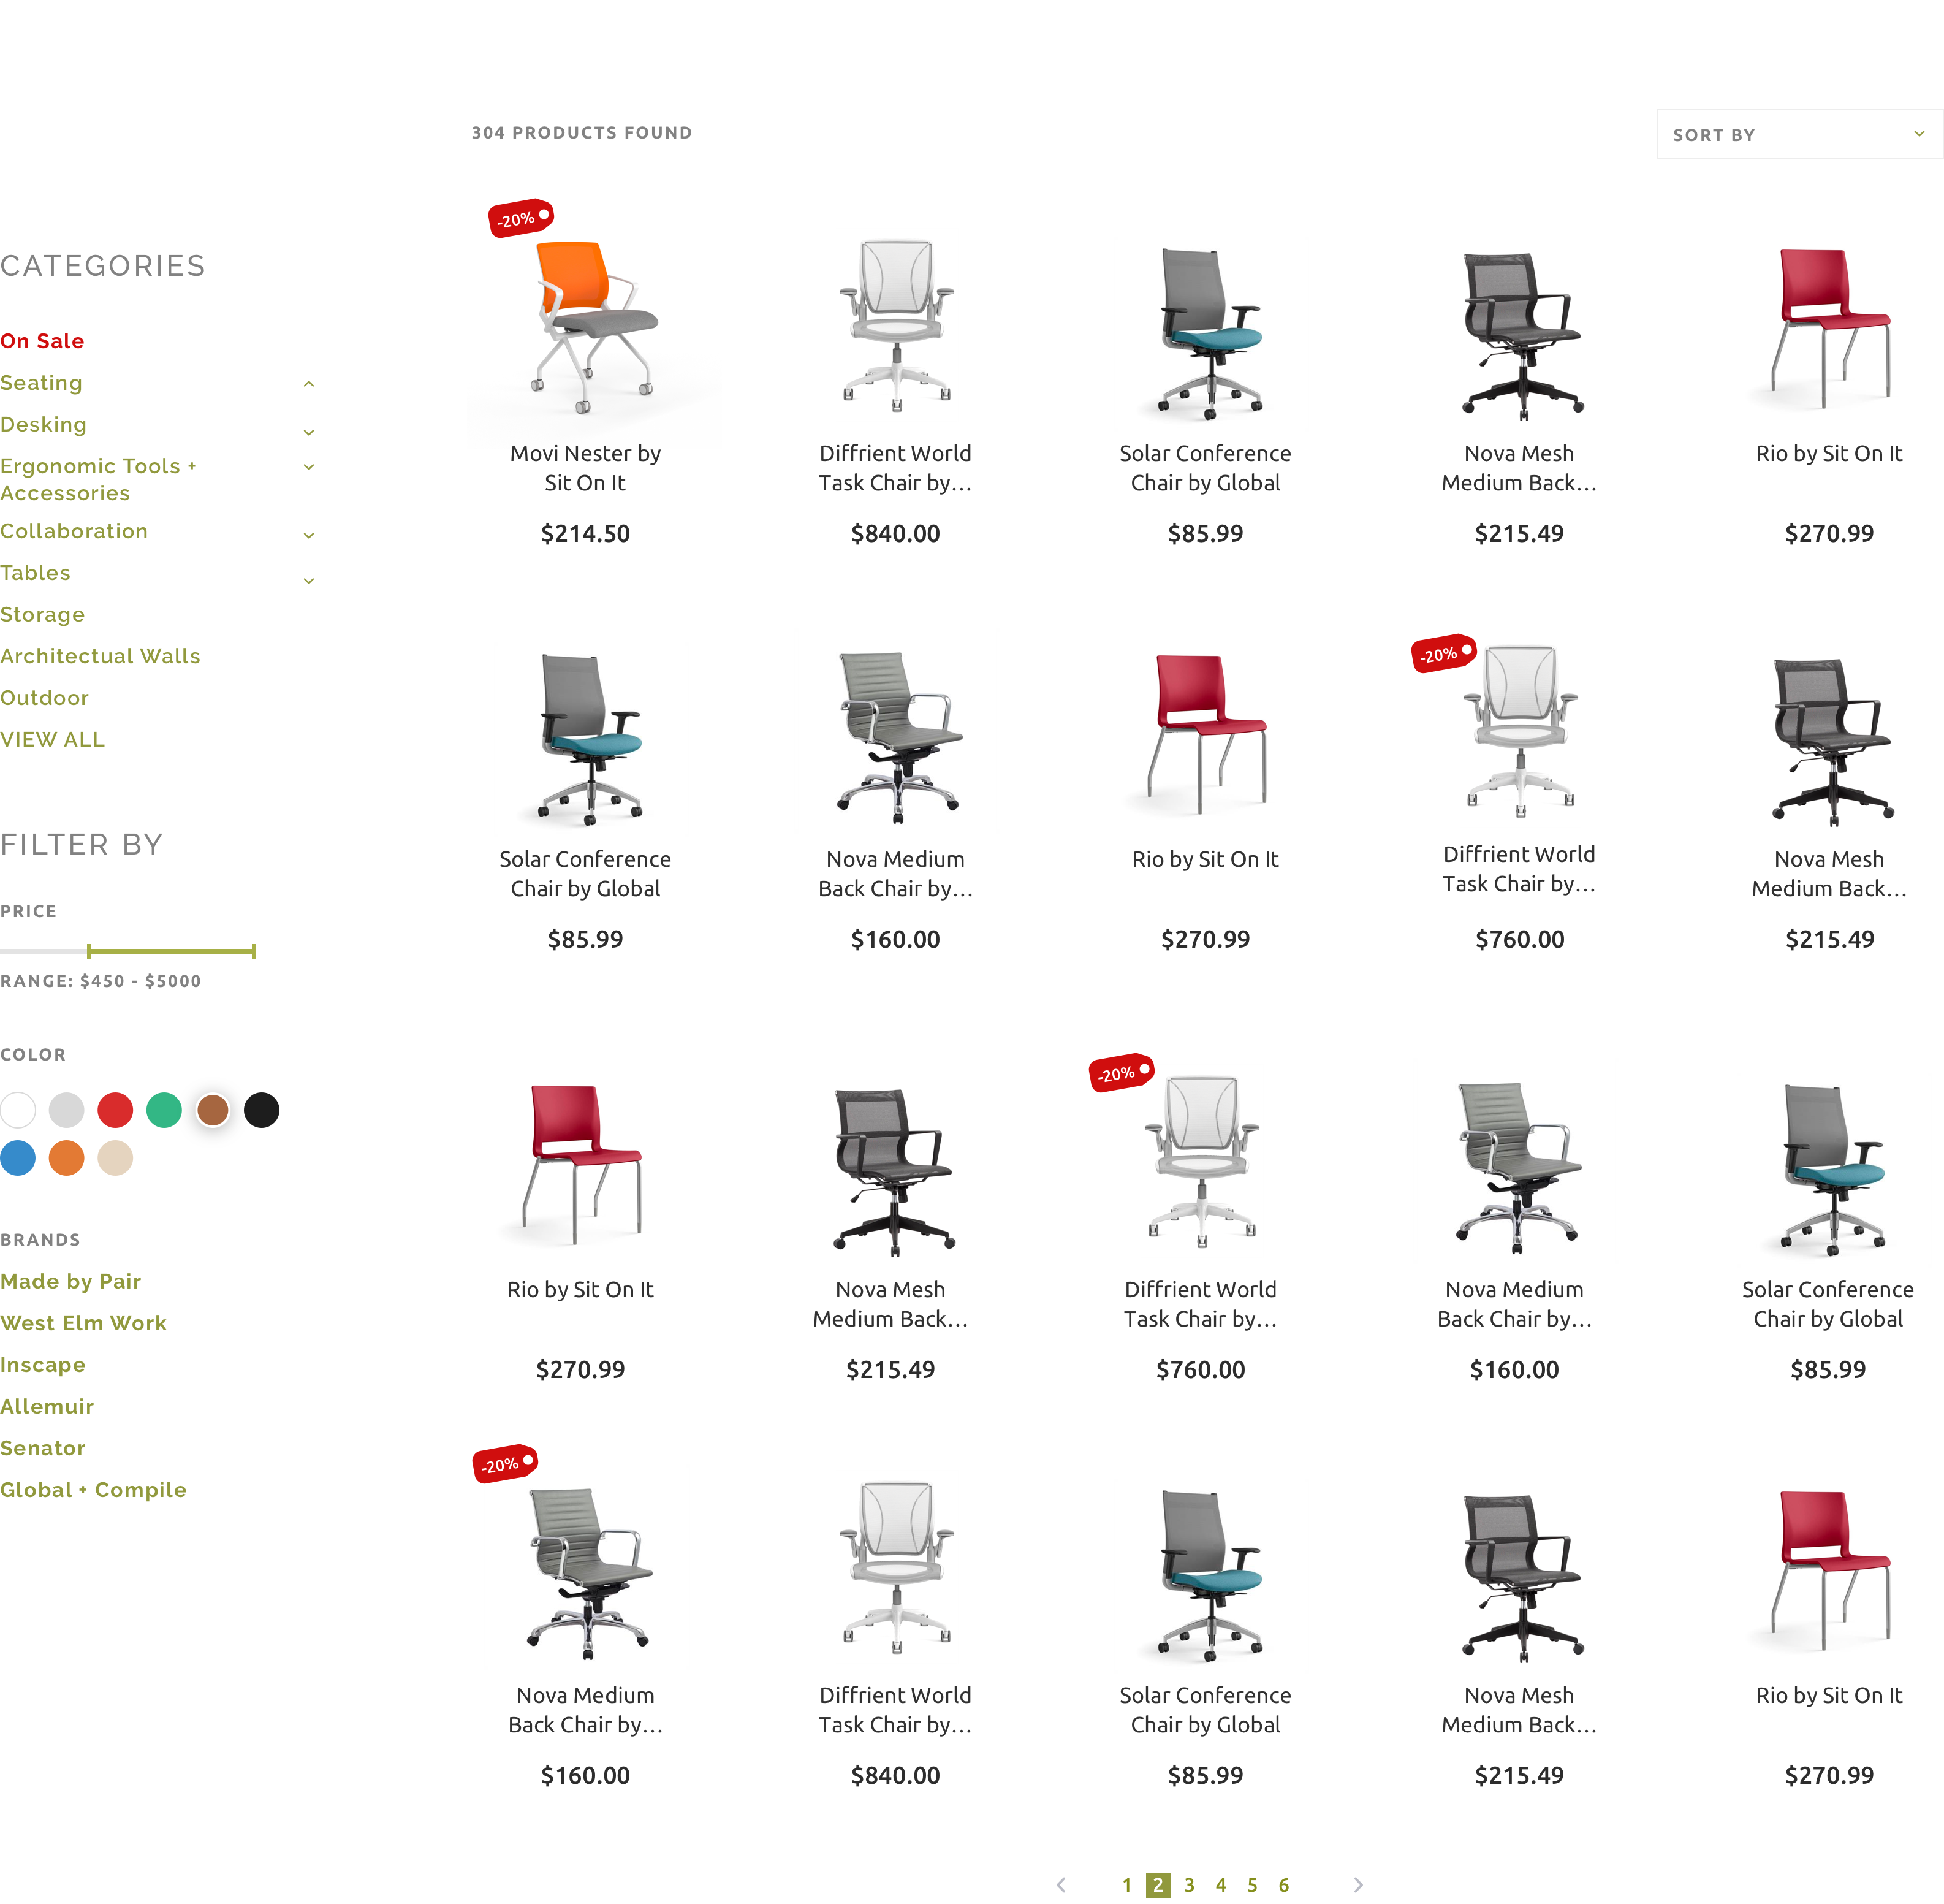 304 PRODUCTS FOUND
SORT BY
CATEGORIES
On Sale
Seating
Desking
Ergonomic Tools +
Accessories
Collaboration
Tables
Storage
Architectual Walls
Outdoor
VIEW ALL
FILTER BY
PRICE
RANGE: $450 - $5000
COLOR
BRANDS
Made by Pair
West Elm Work
Inscape
Allemuir
Senator
Global + Compile
-20%
Movi Nester by
Sit On It
$214.50
Diffrient World
Task Chair by...
$840.00
Solar Conference
Chair by Global
$85.99
Nova Mesh
Medium Back...
$215.49
Rio by Sit On It
$270.99
Solar Conference
Chair by Global
$85.99
Nova Medium
Back Chair by...
$160.00
Rio by Sit On It
$270.99
-20%
Diffrient World
Task Chair by...
$760.00
Nova Mesh
Medium Back...
$215.49
Rio by Sit On It
$270.99
Nova Mesh
Medium Back...
$215.49
-20%
Diffrient World
Task Chair by...
$760.00
Nova Medium
Back Chair by...
$160.00
Solar Conference
Chair by Global
$85.99
-20%
Nova Medium
Back Chair by...
$160.00
Diffrient World
Task Chair by...
$840.00
Solar Conference
Chair by Global
$85.99
Nova Mesh
Medium Back...
$215.49
Rio by Sit On It
$270.99
1 2 3 4 5 6